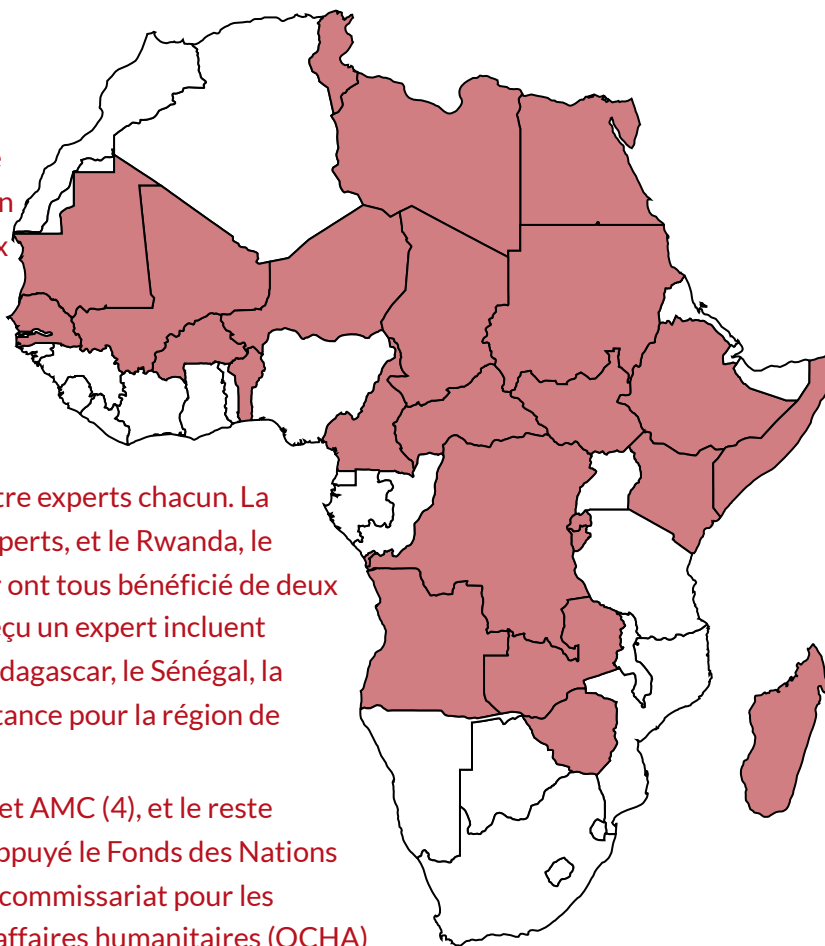 n
x
tre experts chacun. La
perts, et le Rwanda, le
ont tous bénéficié de deux
eçu un expert incluent
dagascar, le Sénégal, la
tance pour la région de
et AMC (4), et le reste
ppuyé le Fonds des Nations
commissariat pour les
affaires humanitaires (OCHA)